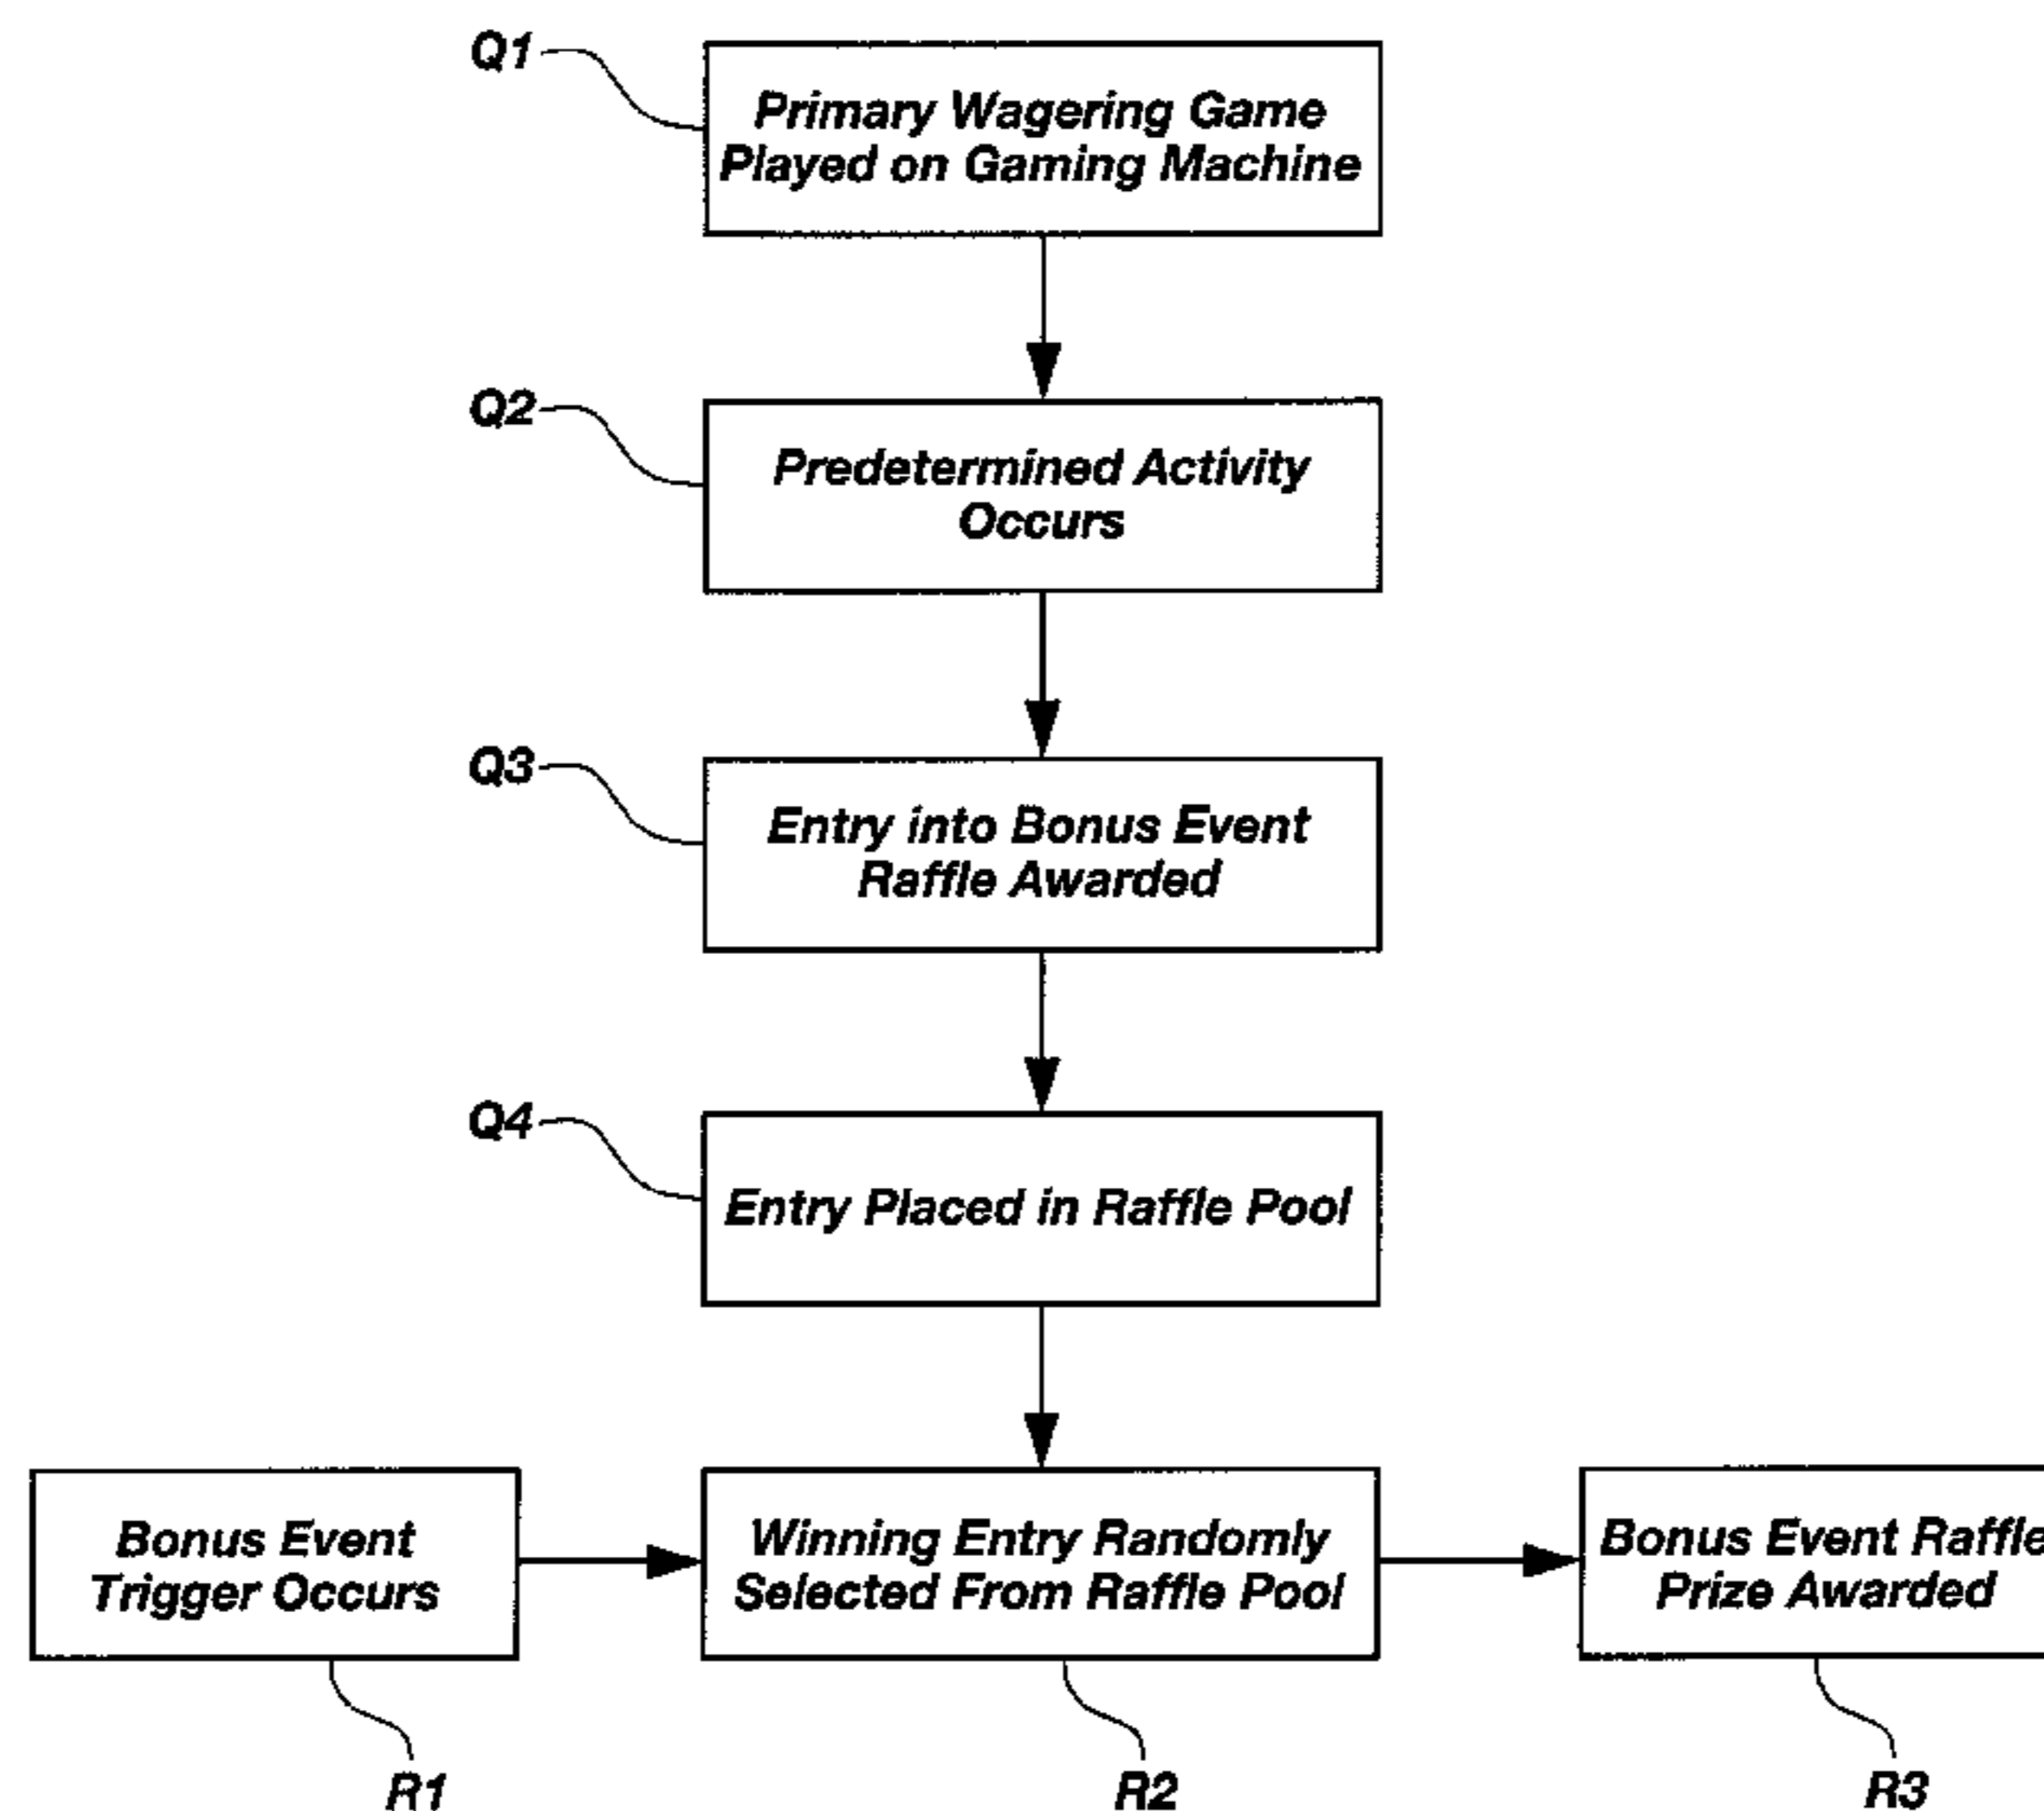 Q1
Primary Wagering Game
Played on Gaming Machine
Q2
Predetermined Activity
Occurs
Q3
Entry into Bonus Event
Raffle Awarded
Q4
Entry Placed in Raffle Pool
Bonus Event
Trigger Occurs
Winning Entry Randomly
Selected From Raffle Pool
Bonus Event Raffle
Prize Awarded
R1
R2
R3